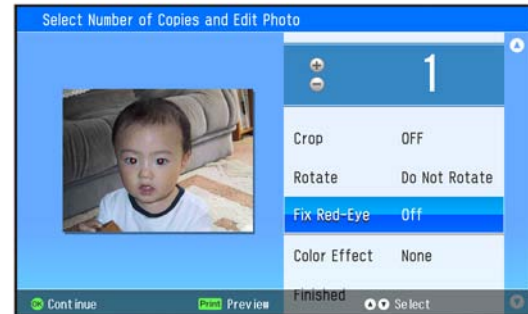 Select Number of Copies and Edit Photo
1
Crop OFF
Rotate Do Not Rotate
Fix Red-Eye Off
Color Effect None
Finished
OK Continue Print Preview Select